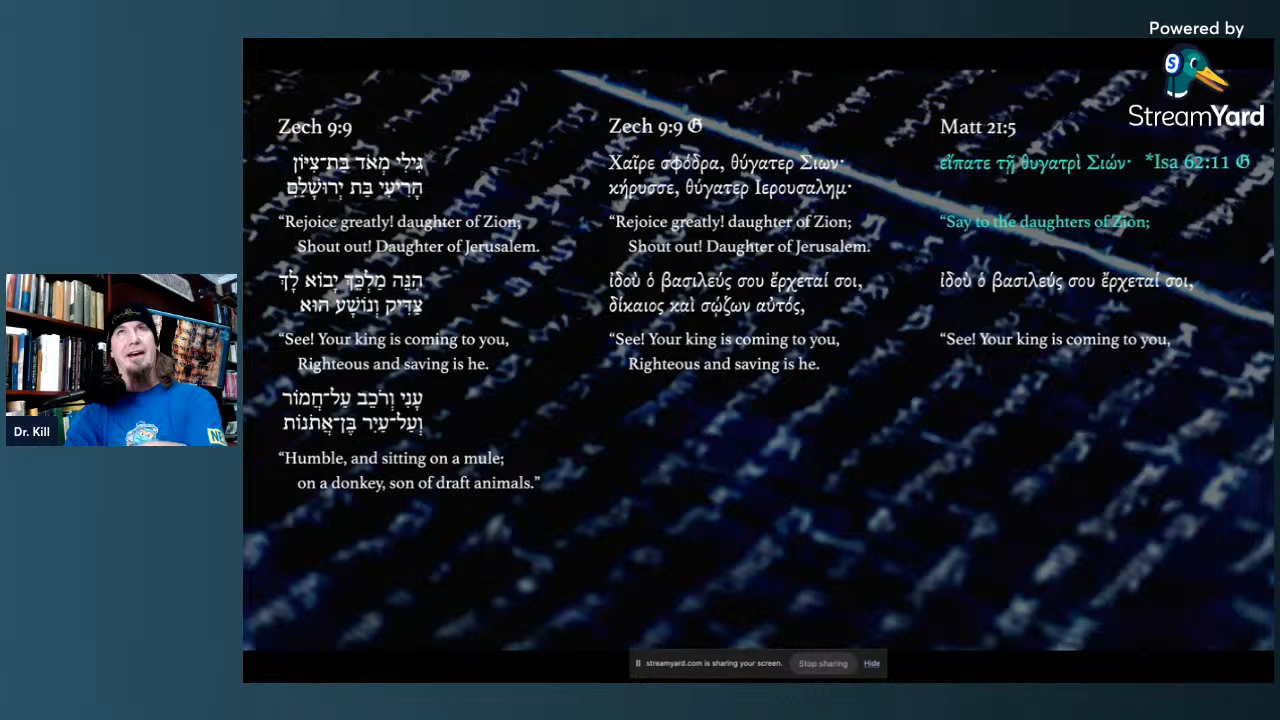 Powered by
StreamYard
Zech 9:9
גִּילִי מְאֹד בַּת־צִיּוֹן
הָרִיעִי בַּת יְרוּשָׁלִַם
“Rejoice greatly! daughter of Zion;
Shout out! Daughter of Jerusalem.
הִנֵּה מַלְכֵּךְ יָבוֹא לָךְ
צַדִּיק וְנוֹשָׁע הוּא
“See! Your king is coming to you,
Righteous and saving is he.
עָנִי וְרֹכֵב עַל־חֲמוֹר
וְעַל־עַיִר בֶּן־אֲתֹנוֹת
“Humble, and sitting on a mule;
on a donkey, son of draft animals.”
Zech 9:9 𝔊
Χαῖρε σφόδρα, θύγατερ Σιων·
κήρυσσε, θύγατερ Ιερουσαλημ·
“Rejoice greatly! daughter of Zion;
Shout out! Daughter of Jerusalem.
ἰδοὺ ὁ βασιλεύς σου ἔρχεταί σοι,
δίκαιος καὶ σῴζων αὐτός,
“See! Your king is coming to you,
Righteous and saving is he.
Matt 21:5
εἴπατε τῇ θυγατρὶ Σιών· *Isa 62:11 𝔊
“Say to the daughters of Zion;
ἰδοὺ ὁ βασιλεύς σου ἔρχεταί σοι,
“See! Your king is coming to you,
Dr. Kill
streamyard.com is sharing your screen. Stop sharing Hide